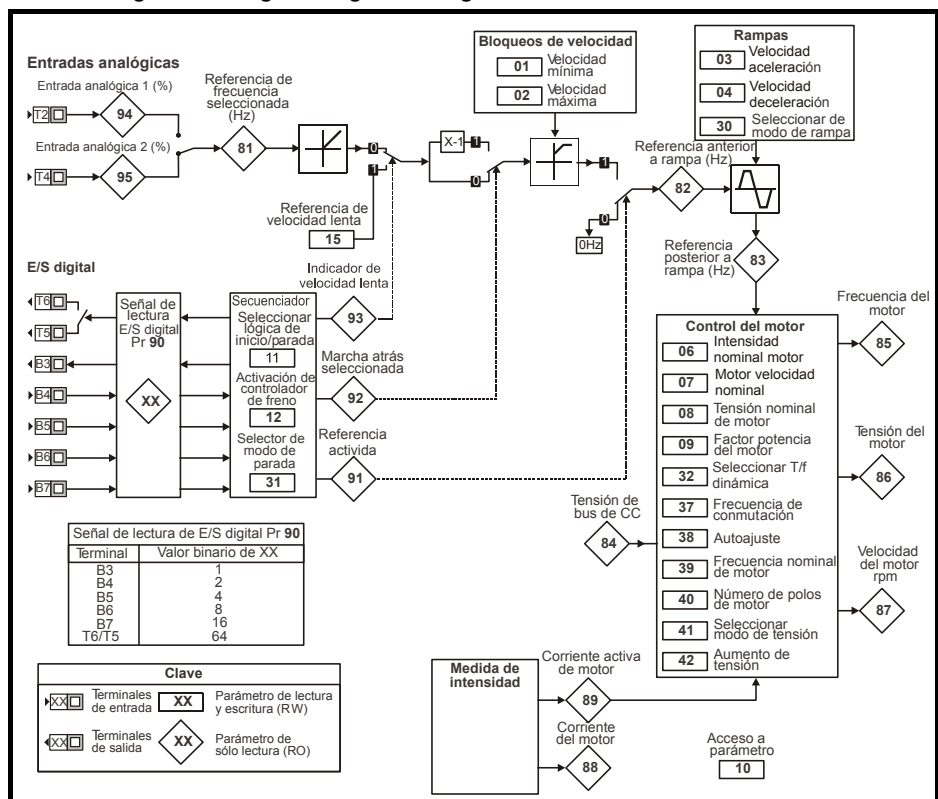 Entradas analógicas
Entrada analógica 1 (%)
T2
94
Entrada analógica 2 (%)
T4
95
Referencia de
frecuencia
seleccionada
(Hz)
81
0
1
Referencia de
velocidad lenta
15
X-1
1
0
Bloqueos de velocidad
01
Velocidad
mínima
02
Velocidad
máxima
1
0
0Hz
Referencia anterior
a rampa (Hz)
82
Rampas
03
Velocidad
aceleración
04
Velocidad
deceleración
30
Seleccionar de
modo de rampa
Referencia
posterior a
rampa (Hz)
83
E/S digital
T6
T5
B3
B4
B5
B6
B7
Señal de
lectura
E/S digital
Pr 90
XX
Secuenciador
Seleccionar
lógica de
inicio/parada
11
Activación de
controlador
de freno
12
Selector de
modo de
parada
31
Indicador de
velocidad lenta
93
Marcha atrás
seleccionada
92
Referencia
activida
91
Control del motor
06
Intensidad
nominal motor
07
Motor velocidad
nominal
08
Tensión nominal
de motor
09
Factor potencia
del motor
32
Seleccionar T/f
dinámica
37
Frecuencia de
conmutación
38
Autoajuste
39
Frecuencia nominal
de motor
40
Número de polos
de motor
41
Seleccionar
modo de tensión
42
Aumento de
tensión
Frecuencia del
motor
85
Tensión del
motor
86
Velocidad
del motor
rpm
87
Tensión de
bus de CC
84
Señal de lectura de E/S digital Pr 90
Terminal Valor binario de XX
B3 1
B4 2
B5 4
B6 8
B7 16
T6/T5 64
Clave
XX
Terminales
de entrada
XX
Parámetro de lectura
y escritura (RW)
XX
Terminales
de salida
XX
Parámetro de
sólo lectura (RO)
Medida de
intensidad
Corriente activa
de motor
89
Corriente
del motor
88
Acceso a
parámetro
10